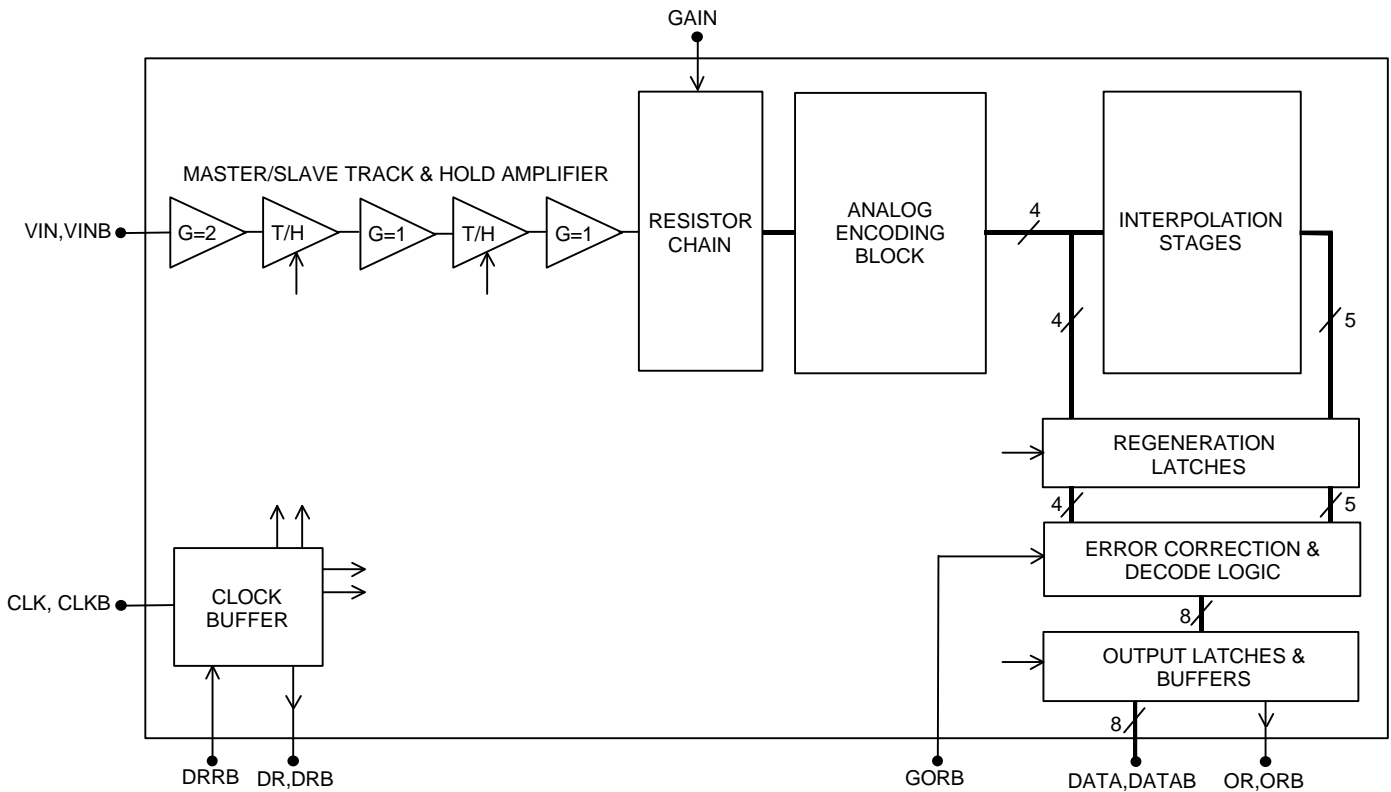 GAIN
MASTER/SLAVE TRACK & HOLD AMPLIFIER
VIN,VINB
G=2
T/H
G=1
T/H
G=1
RESISTOR
CHAIN
ANALOG
ENCODING
BLOCK
4
INTERPOLATION
STAGES
4
5
REGENERATION
LATCHES
4
5
ERROR CORRECTION &
DECODE LOGIC
CLK, CLKB
CLOCK
BUFFER
8
OUTPUT LATCHES &
BUFFERS
8
DRRB
DR,DRB
GORB
DATA,DATAB
OR,ORB